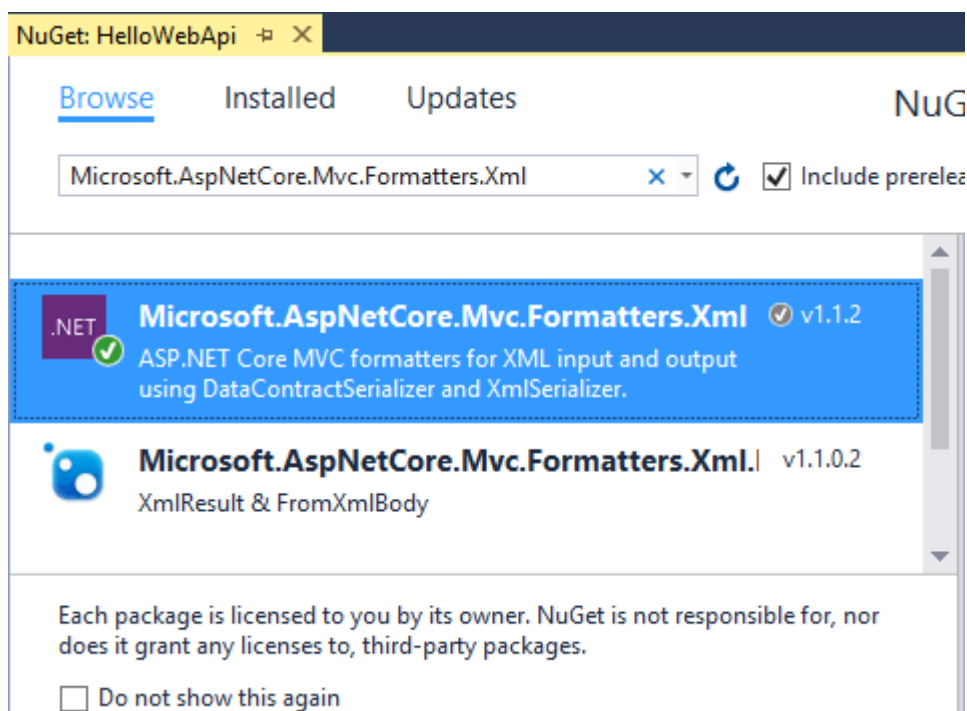 NuGet: HelloWebApi
Browse Installed Updates
NuG
Microsoft.AspNetCore.Mvc.Formatters.Xml
Include prerelea
.NET
Microsoft.AspNetCore.Mvc.Formatters.Xml v1.1.2
ASP.NET Core MVC formatters for XML input and output
using DataContractSerializer and XmlSerializer.
Microsoft.AspNetCore.Mvc.Formatters.Xml. v1.1.0.2
XmlResult & FromXmlBody
Each package is licensed to you by its owner. NuGet is not responsible for, nor
does it grant any licenses to, third-party packages.
Do not show this again